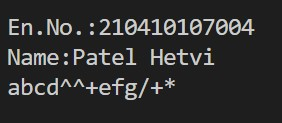 En.No.:210410107004
Name:Patel Hetvi
abcd^^+efg/+*